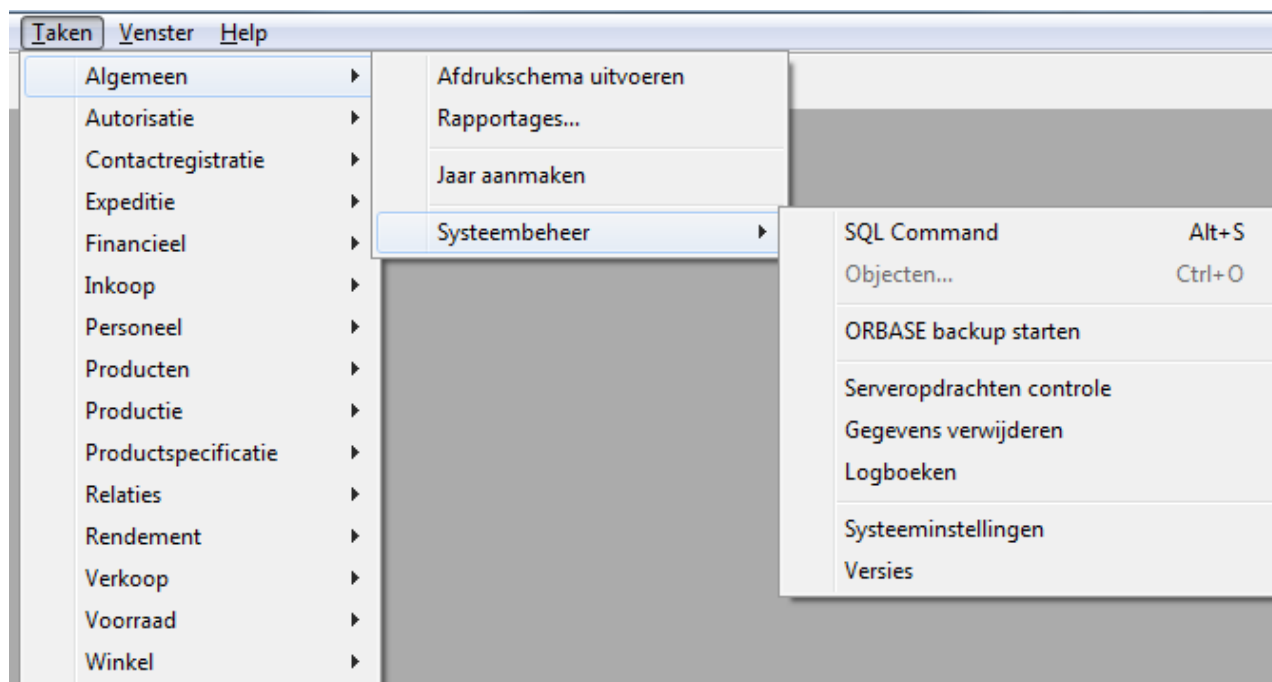 Taken Venster Help
Algemeen
Autorisatie
Contactregistratie
Expeditie
Financieel
Inkoop
Personeel
Producten
Productie
Productspecificatie
Relaties
Rendement
Verkoop
Voorraad
Winkel
Afdrukschema uitvoeren
Rapportages...
Jaar aanmaken
Systeembeheer
SQL Command Alt+S
Objecten... Ctrl+O
ORBASE backup starten
Serveropdrachten controle
Gegevens verwijderen
Logboeken
Systeeminstellingen
Versies